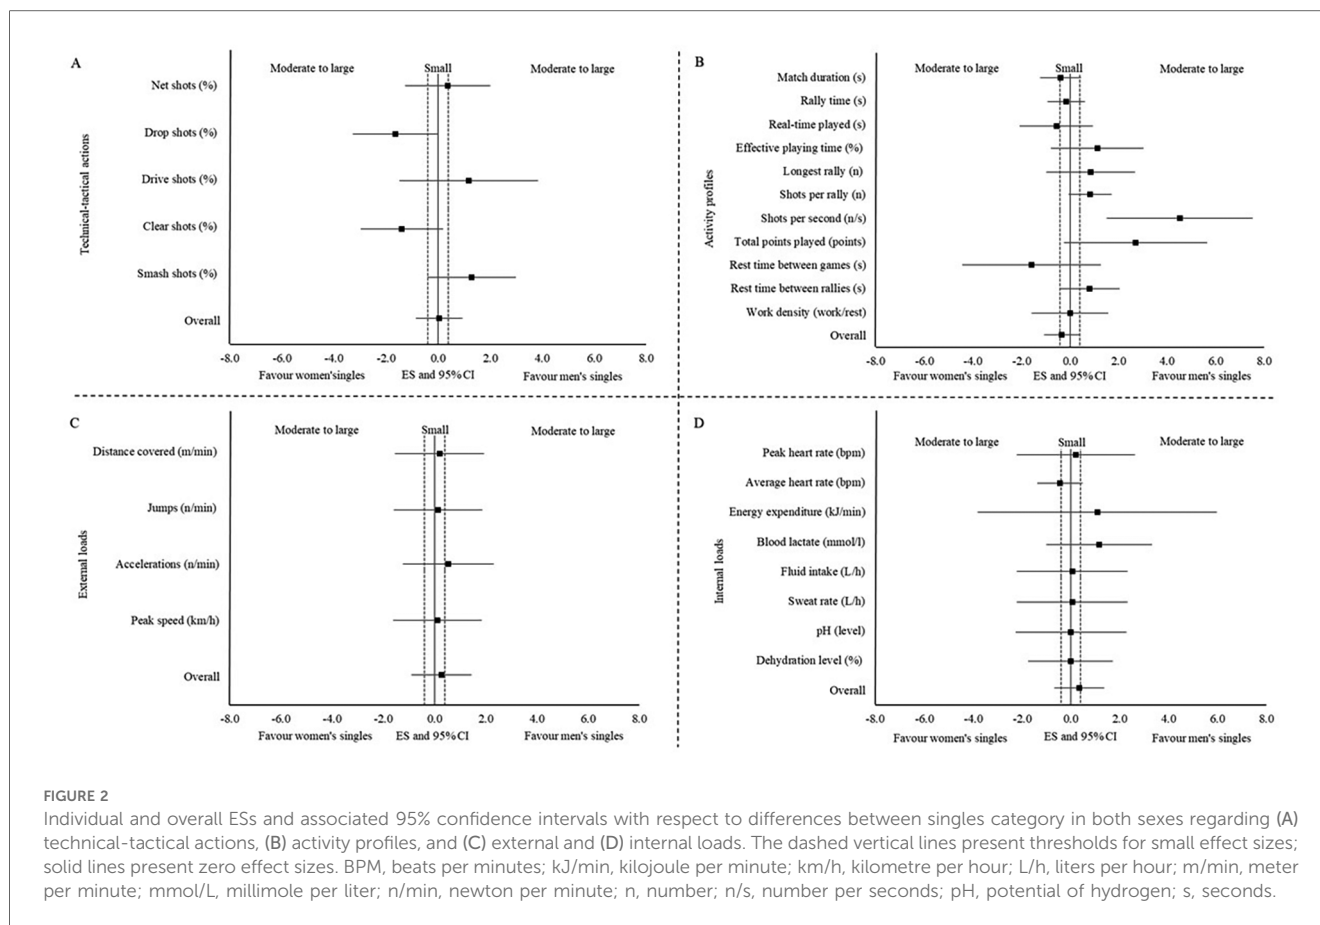 A
Moderate to large
Small
Moderate to large
Technical-tactical actions
Net shots (%)
Drop shots (%)
Drive shots (%)
Clear shots (%)
Smash shots (%)
Overall
-8.0 -6.0 -4.0 -2.0 0.0 2.0 4.0 6.0 8.0
Favour women'singles ES and 95% CI Favour men's singles
B
Moderate to large
Small
Moderate to large
Activity profiles
Match duration (s)
Rally time (s)
Real-time played (s)
Effective playing time (%)
Longest rally (n)
Shots per rally (n)
Shots per second (n/s)
Total points played (points)
Rest time between games (s)
Rest time between rallies (s)
Work density (work/rest)
Overall
-8.0 -6.0 -4.0 -2.0 0.0 2.0 4.0 6.0 8.0
Favour women's singles ES and 95% CI Favour men's singles
C
Moderate to large
Small
Moderate to large
External loads
Distance covered (m/min)
Jumps (n/min)
Accelerations (n/min)
Peak speed (km/h)
Overall
-8.0 -6.0 -4.0 -2.0 0.0 2.0 4.0 6.0 8.0
Favour women's singles ES and 95% CI Favour men's singles
D
Moderate to large
Small
Moderate to large
Internal loads
Peak heart rate (bpm)
Average heart rate (bpm)
Energy expenditure (kJ/min)
Blood lactate (mmol/l)
Fluid intake (L/h)
Sweat rate (L/h)
pH (level)
Dehydration level (%)
Overall
-8.0 -6.0 -4.0 -2.0 0.0 2.0 4.0 6.0 8.0
Favour women's singles ES and 95% CI Favour men's singles
FIGURE 2
Individual and overall ESs and associated 95% confidence intervals with respect to differences between singles category in both sexes regarding (A)
technical-tactical actions, (B) activity profiles, and (C) external and (D) internal loads. The dashed vertical lines present thresholds for small effect sizes;
solid lines present zero effect sizes. BPM, beats per minutes; kJ/min, kilojoule per minute; km/h, kilometre per hour; L/h, liters per hour; m/min, meter
per minute; mmol/L, millimole per liter; n/min, newton per minute; n, number; n/s, number per seconds; pH, potential of hydrogen; s, seconds.